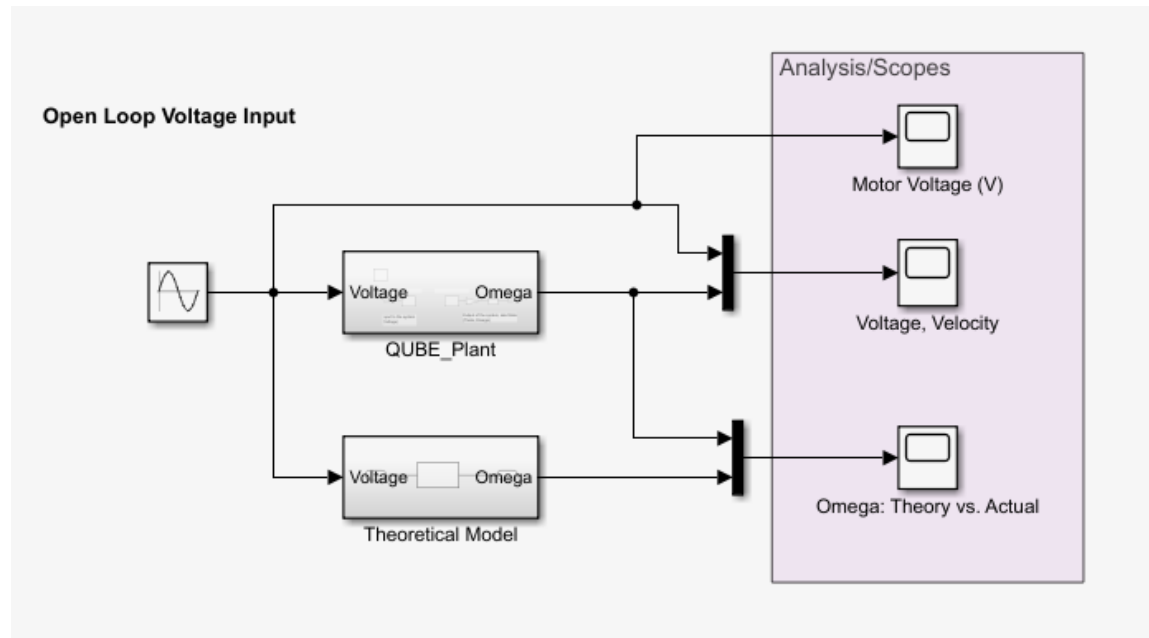 Analysis/Scopes
Open Loop Voltage Input
Motor Voltage (V)
Voltage Omega
QUBE_Plant
Voltage, Velocity
Voltage Omega
Theoretical Model
Omega: Theory vs. Actual